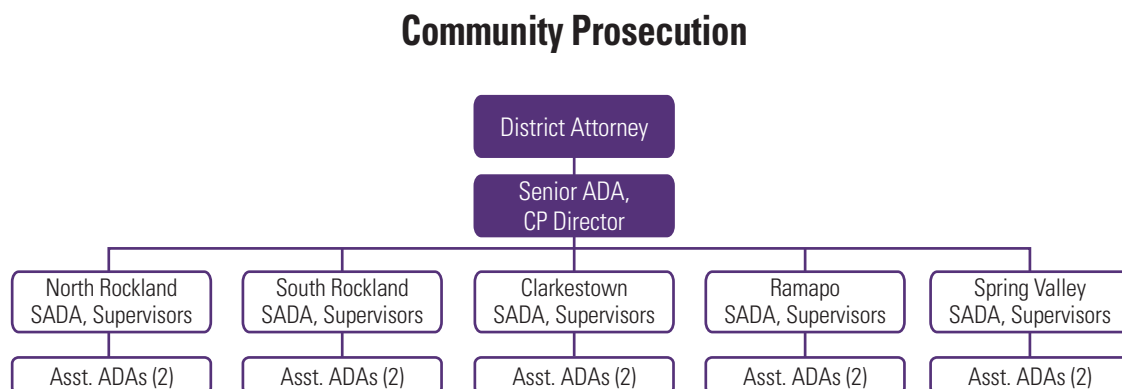 Community Prosecution
District Attorney
Senior ADA,
CP Director
North Rockland
SADA, Supervisors
South Rockland
SADA, Supervisors
Clarkestown
SADA, Supervisors
Ramapo
SADA, Supervisors
Spring Valley
SADA, Supervisors
Asst. ADAs (2)
Asst. ADAs (2)
Asst. ADAs (2)
Asst. ADAs (2)
Asst. ADAs (2)